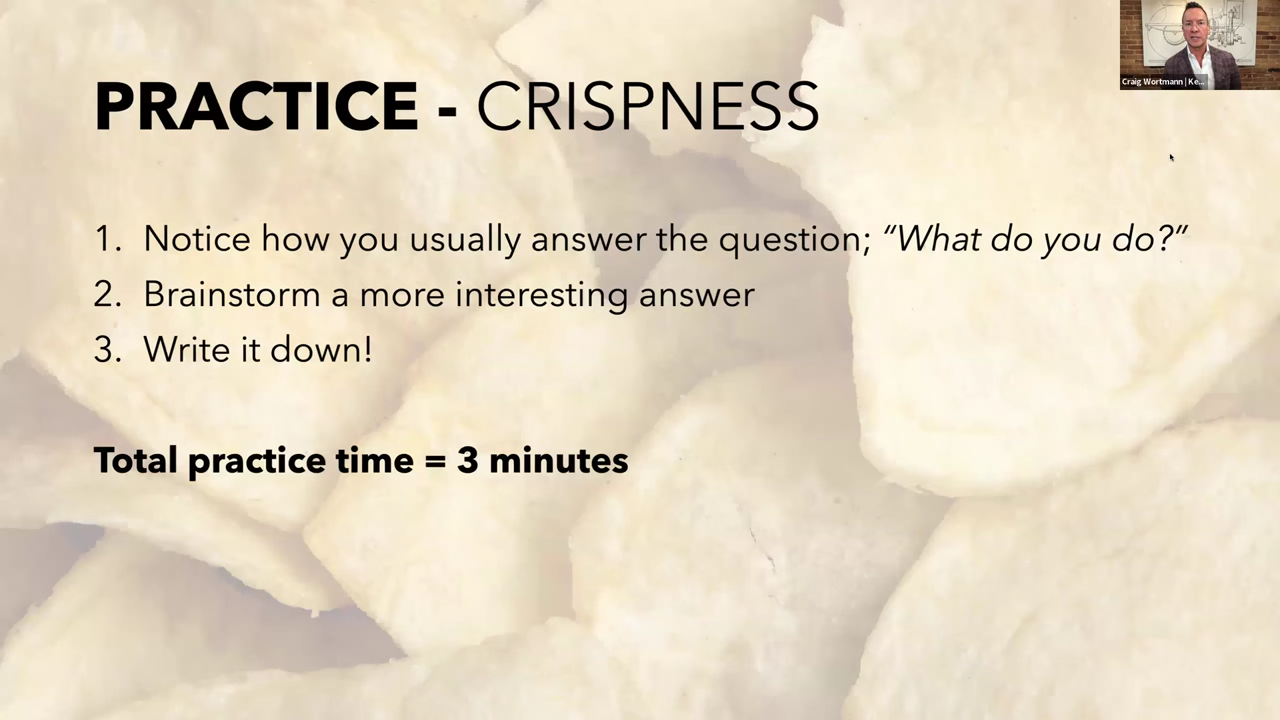 PRACTICE - CRISPNESS
1. Notice how you usually answer the question; “What do you do?”
2. Brainstorm a more interesting answer
3. Write it down!
Total practice time = 3 minutes
Craig Wortmann | Ke...